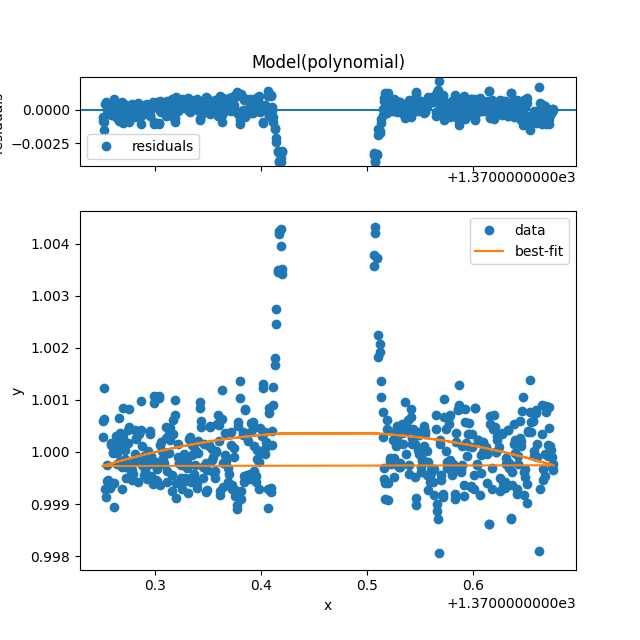 Model(polynomial)
0.0000
−0.0025
residuals
+1.3700000000e3
data
best-fit
1.004
1.003
1.002
1.001
1.000
0.999
0.998
y
0.3 0.4 0.5 0.6
x
+1.3700000000e3